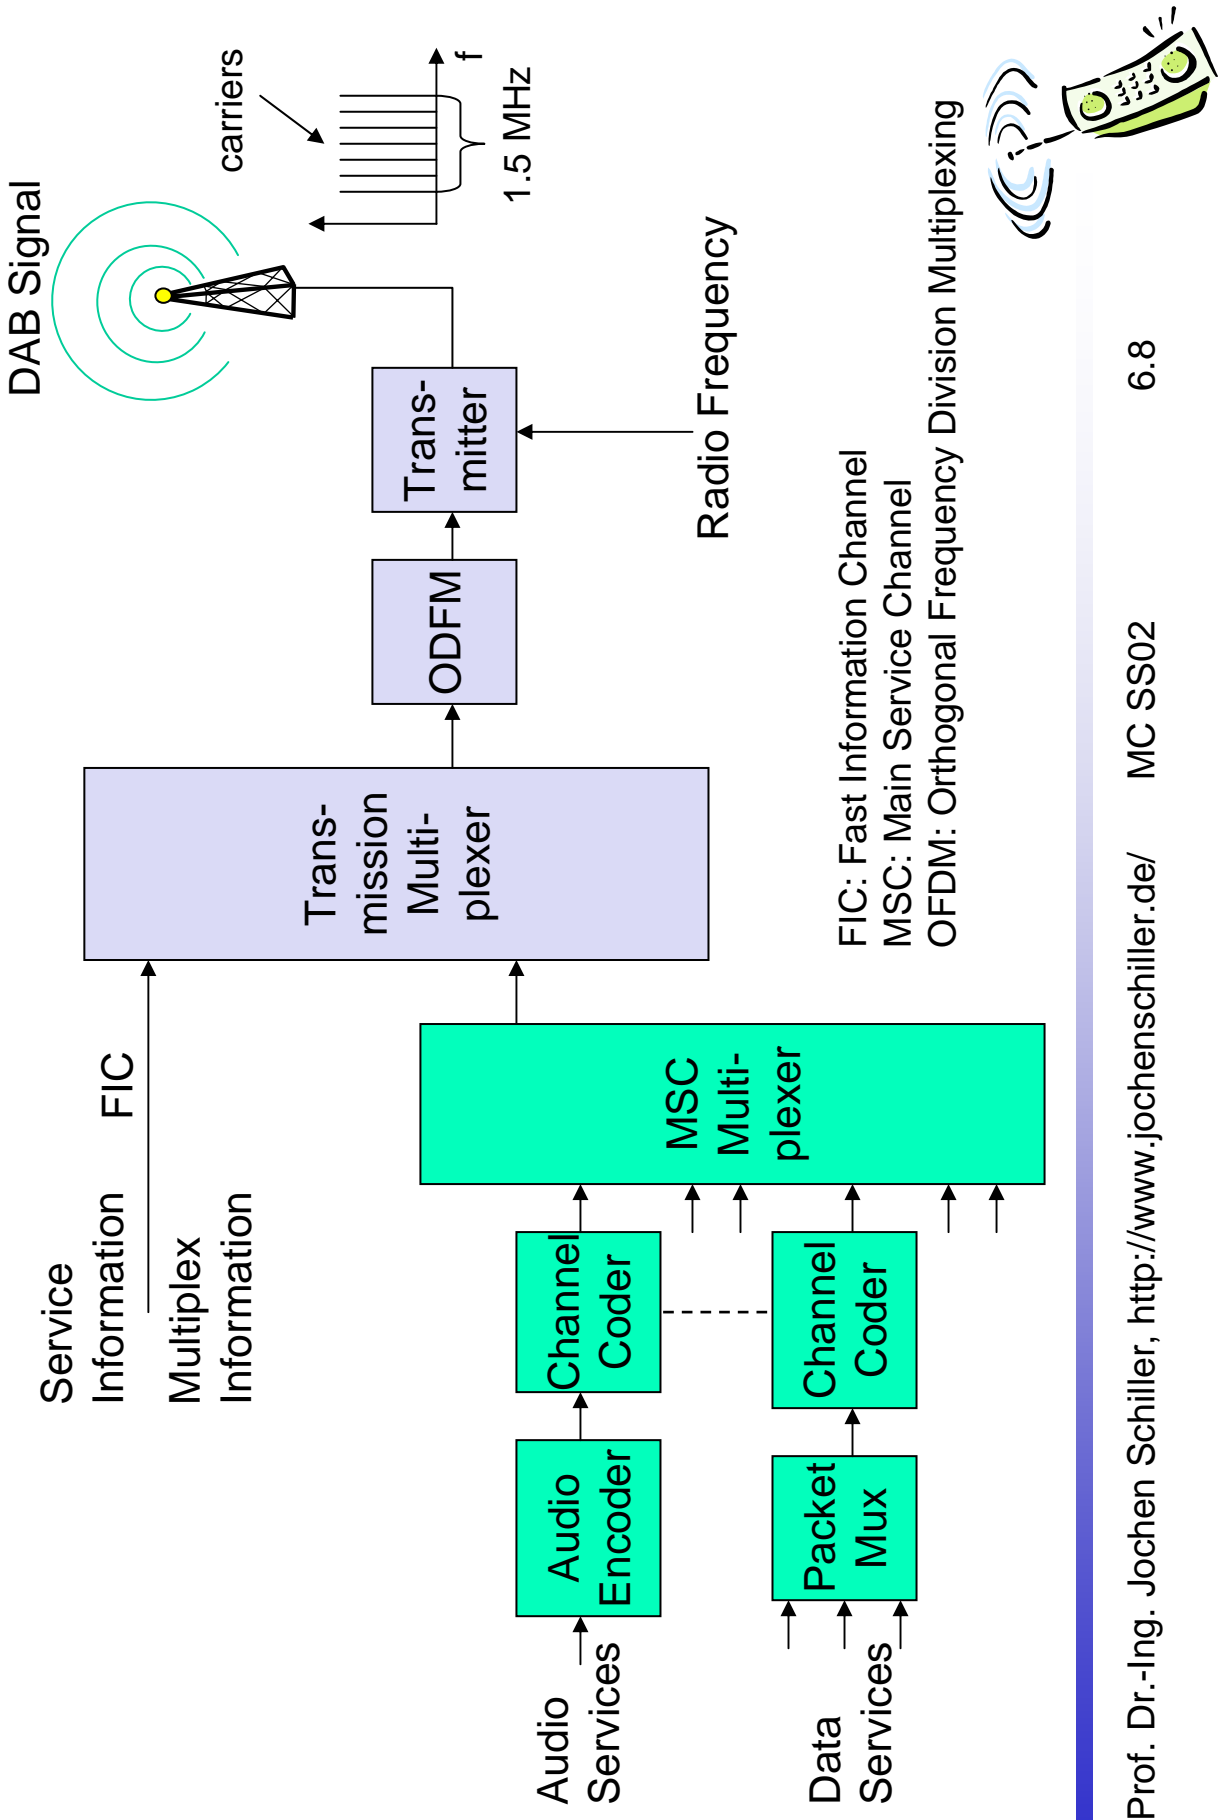 DAB Signal
carriers
f
1.5 MHz
Service
Information
FIC
Multiplex
Information
Trans-
mission
Multi-
plexer
ODFM
Trans-
mitter
Radio Frequency
Audio
Services
Audio
Encoder
Channel
Coder
MSC
Multi-
plexer
Data
Services
Packet
Mux
Channel
Coder
FIC: Fast Information Channel
MSC: Main Service Channel
OFDM: Orthogonal Frequency Division Multiplexing
Prof. Dr.-Ing. Jochen Schiller, http://www.jochenschiller.de/ MC SS02 6.8